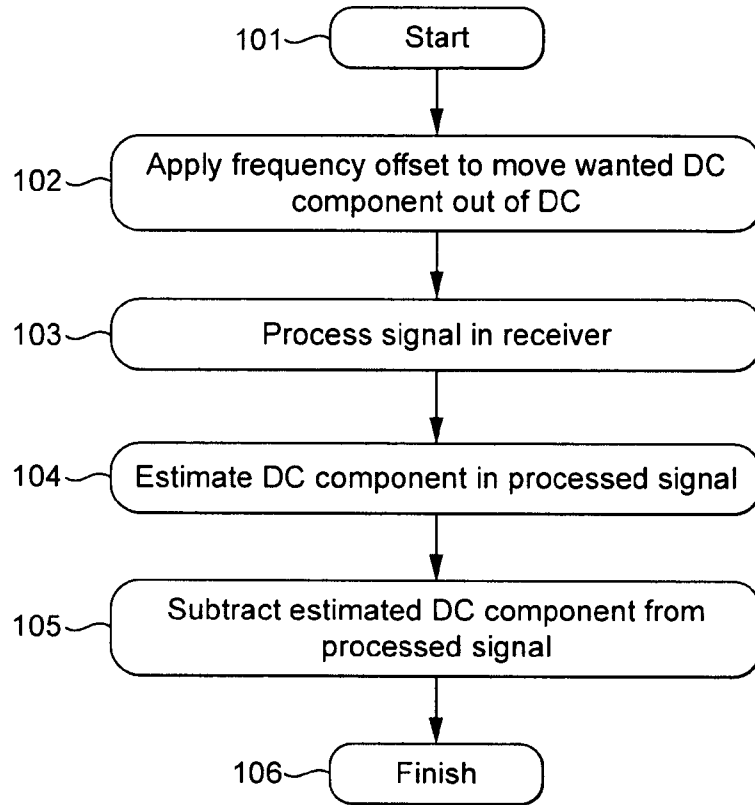 101
Start
102
Apply frequency offset to move wanted DC
component out of DC
103
Process signal in receiver
104
Estimate DC component in processed signal
105
Subtract estimated DC component from
processed signal
106
Finish